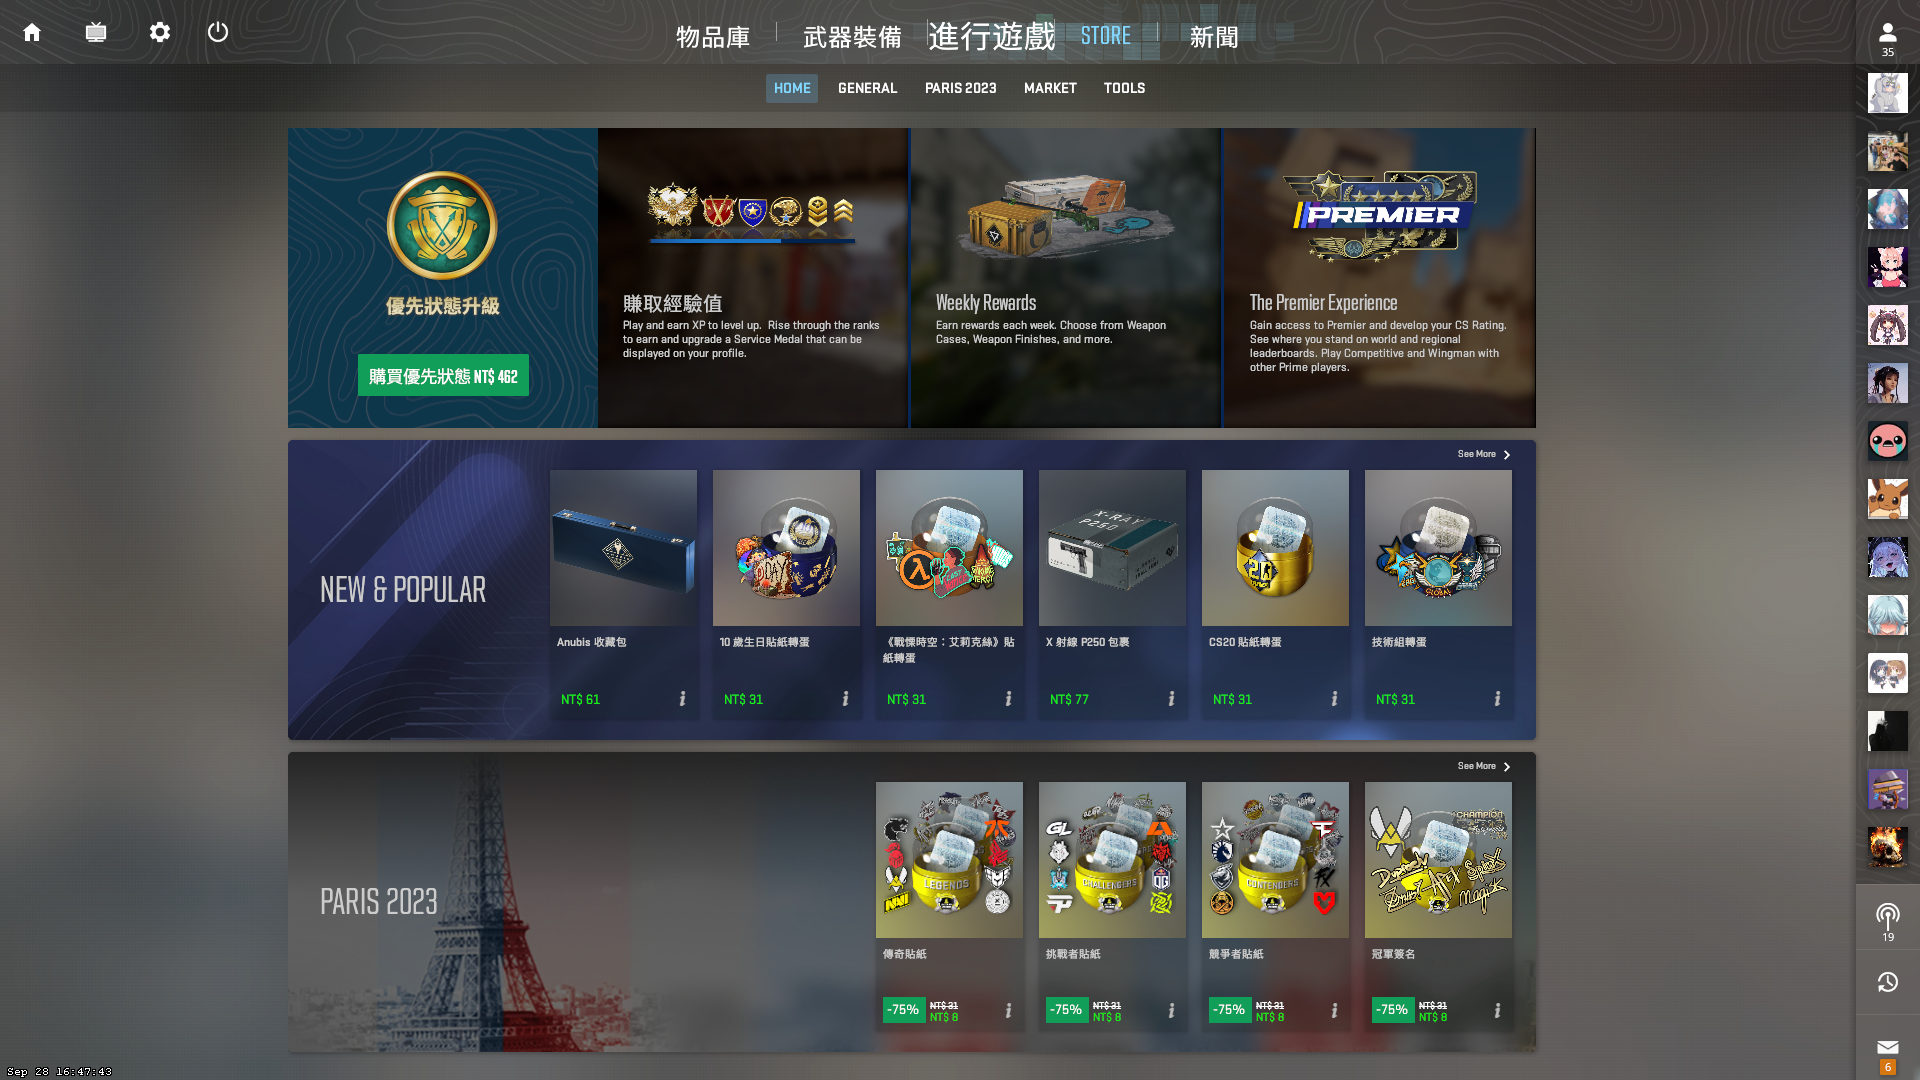 物品庫
武器裝備
進行遊戲
STORE
新聞
35
HOME
GENERAL
PARIS 2023
MARKET
TOOLS
優先狀態升級
購買優先狀態 NT$ 462
賺取經驗值
Play and earn XP to level up.  Rise through the ranks
to earn and upgrade a Service Medal that can be
displayed on your profile.
Weekly Rewards
Earn rewards each week. Choose from Weapon
Cases, Weapon Finishes, and more.
PREMIER
The Premier Experience
Gain access to Premier and develop your CS Rating.
See where you stand on world and regional
leaderboards. Play Competitive and Wingman with
other Prime players.
NEW & POPULAR
See More
X-RAY
P250
Anubis 收藏包
10 歲生日貼紙轉蛋
《戰慄時空：艾莉克絲》貼
紙轉蛋
X 射線 P250 包裹
CS20 貼紙轉蛋
技術組轉蛋
NT$ 61
NT$ 31
NT$ 31
NT$ 77
NT$ 31
NT$ 31
PARIS 2023
See More
LEGENDS
CHALLENGERS
CONTENDERS
CHAMPION
傳奇貼紙
挑戰者貼紙
競爭者貼紙
冠軍簽名
-75%
NT$ 31
NT$ 8
-75%
NT$ 31
NT$ 8
-75%
NT$ 31
NT$ 8
-75%
NT$ 31
NT$ 8
19
6
Sep 28 16:47:43